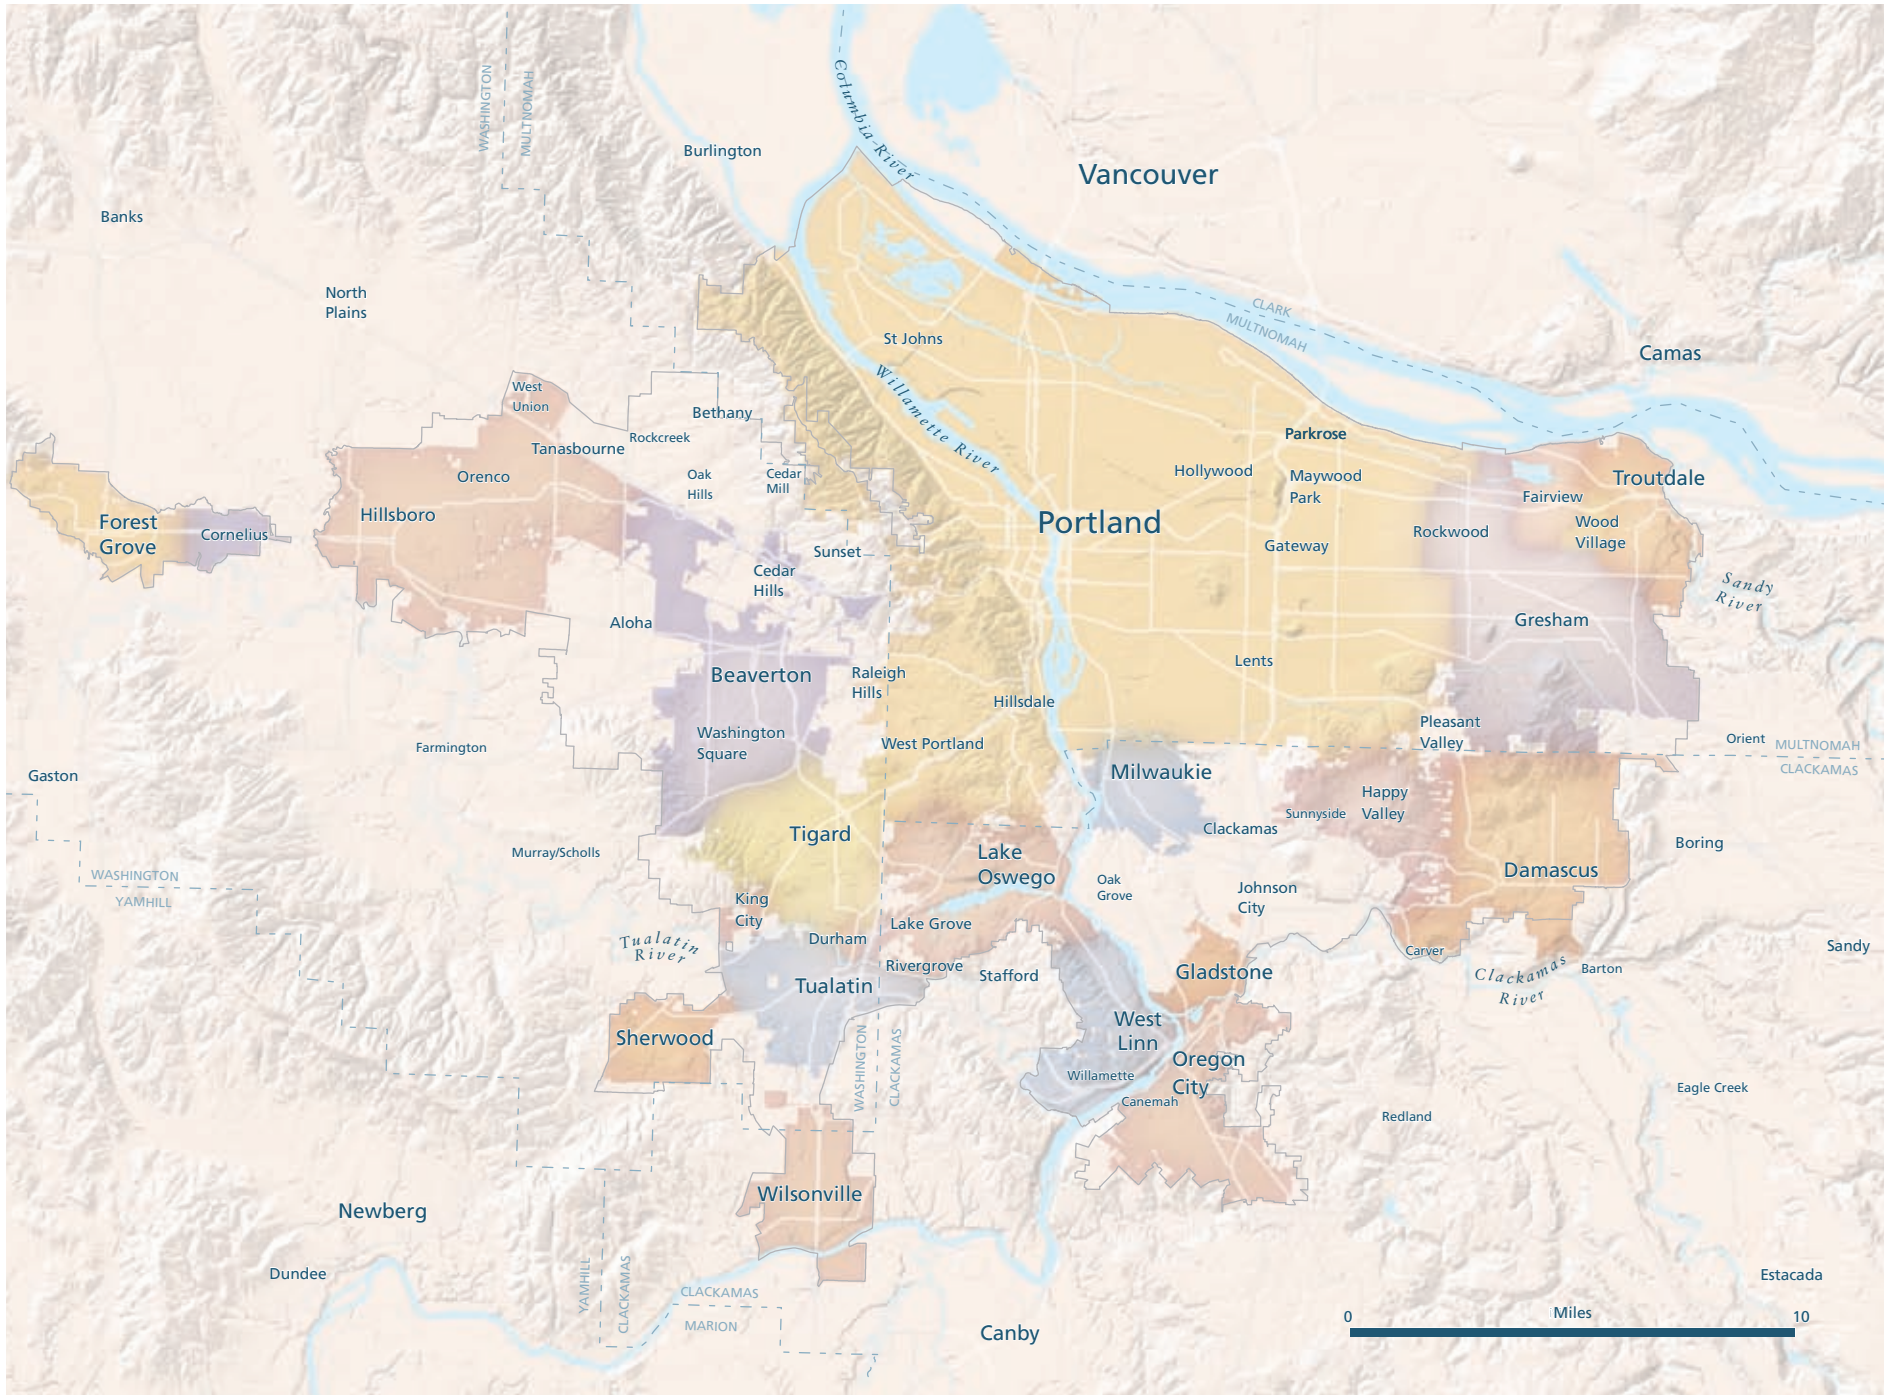 WASHINGTON
MULTNOMAH
Columbia River
Burlington
Vancouver
Banks
North
Plains
CLARK
MULTNOMAH
St Johns
Camas
Willamette River
West
Union
Bethany
Rockcreek
Tanasbourne
Parkrose
Orenco
Oak
Hills
Cedar
Mill
Hollywood
Maywood
Park
Troutdale
Fairview
Forest
Grove
Cornelius
Hillsboro
Portland
Rockwood
Wood
Village
Sunset
Gateway
Cedar
Hills
Sandy
River
Aloha
Gresham
Beaverton
Raleigh
Hills
Lents
Hillsdale
Washington
Square
West Portland
Pleasant
Valley
Farmington
Orient
MULTNOMAH
CLACKAMAS
Gaston
Milwaukie
Happy
Valley
Sunnyside
Tigard
Clackamas
Murray/Scholls
Lake
Oswego
Boring
WASHINGTON
YAMHILL
Damascus
Oak
Grove
Johnson
City
King
City
Lake Grove
Durham
Tualatin
River
Rivergrove
Stafford
Carver
Sandy
Gladstone
Clackamas
River
Barton
Tualatin
West
Linn
Sherwood
WASHINGTON
CLACKAMAS
Oregon
City
Willamette
Canemah
Eagle Creek
Redland
Wilsonville
Newberg
Dundee
YAMHILL
CLACKAMAS
CLACKAMAS
MARION
Estacada
Canby
0 Miles 10